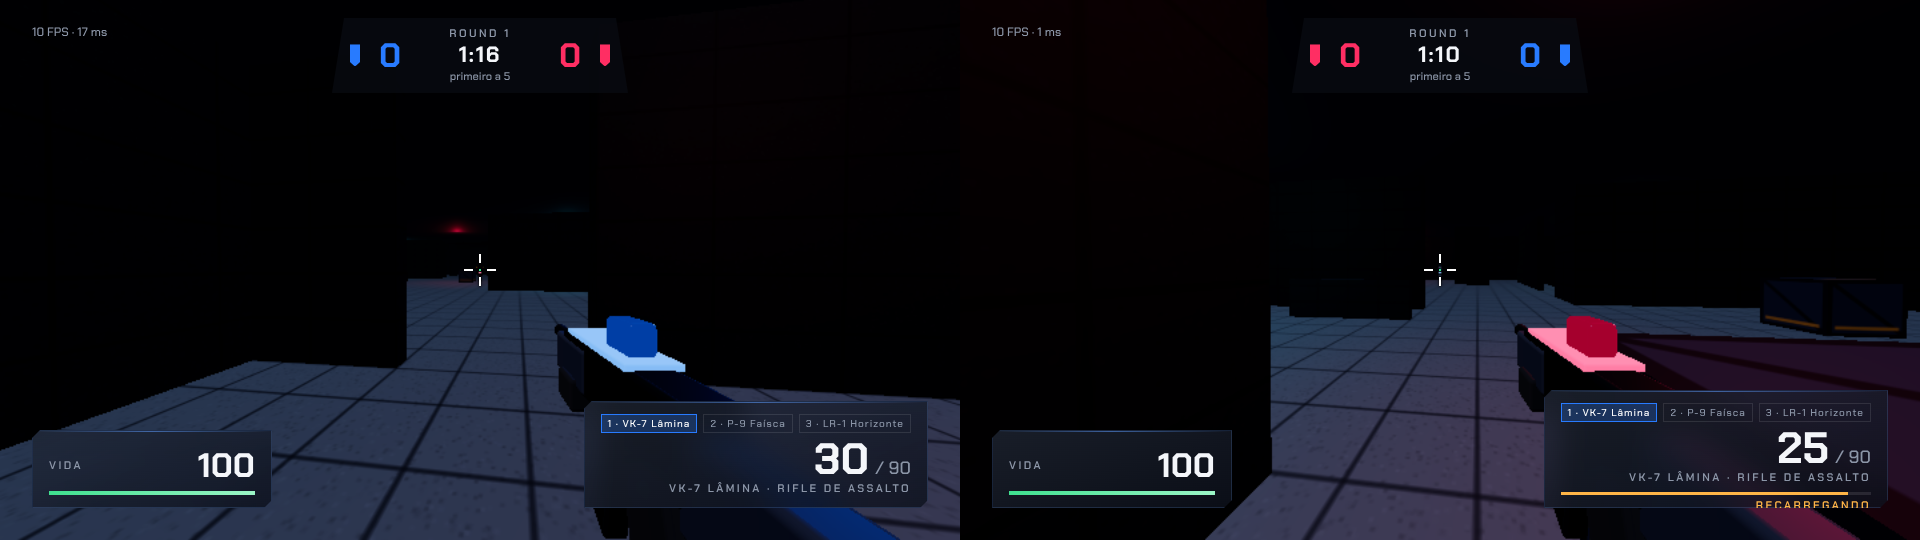 10 FPS · 17 ms
ROUND 1
0 1:16 0
primeiro a 5
VIDA 100
1 · VK-7 Lâmina 2 · P-9 Faísca 3 · LR-1 Horizonte
30 / 90
VK-7 LÂMINA · RIFLE DE ASSALTO
10 FPS · 1 ms
ROUND 1
0 1:10 0
primeiro a 5
VIDA 100
1 · VK-7 Lâmina 2 · P-9 Faísca 3 · LR-1 Horizonte
25 / 90
VK-7 LÂMINA · RIFLE DE ASSALTO
RECARREGANDO